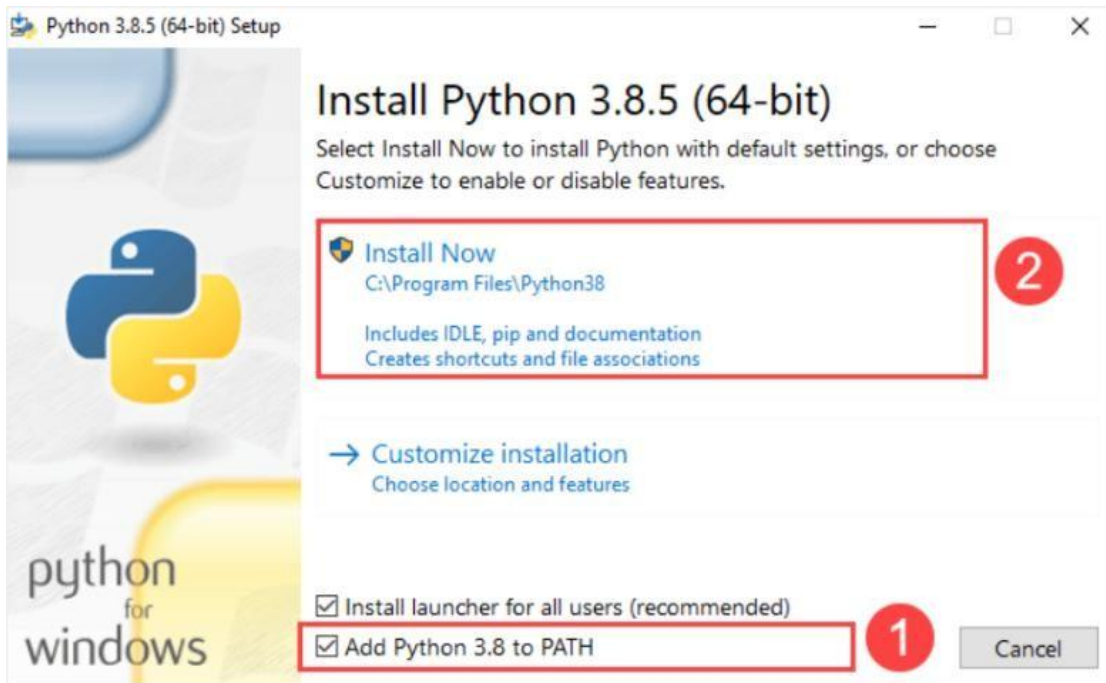 Python 3.8.5 (64-bit) Setup
Install Python 3.8.5 (64-bit)
Select Install Now to install Python with default settings, or choose
Customize to enable or disable features.
Install Now
C:\Program Files\Python38
Includes IDLE, pip and documentation
Creates shortcuts and file associations
2
Customize installation
Choose location and features
python
for
windows
Install launcher for all users (recommended)
Add Python 3.8 to PATH
1
Cancel